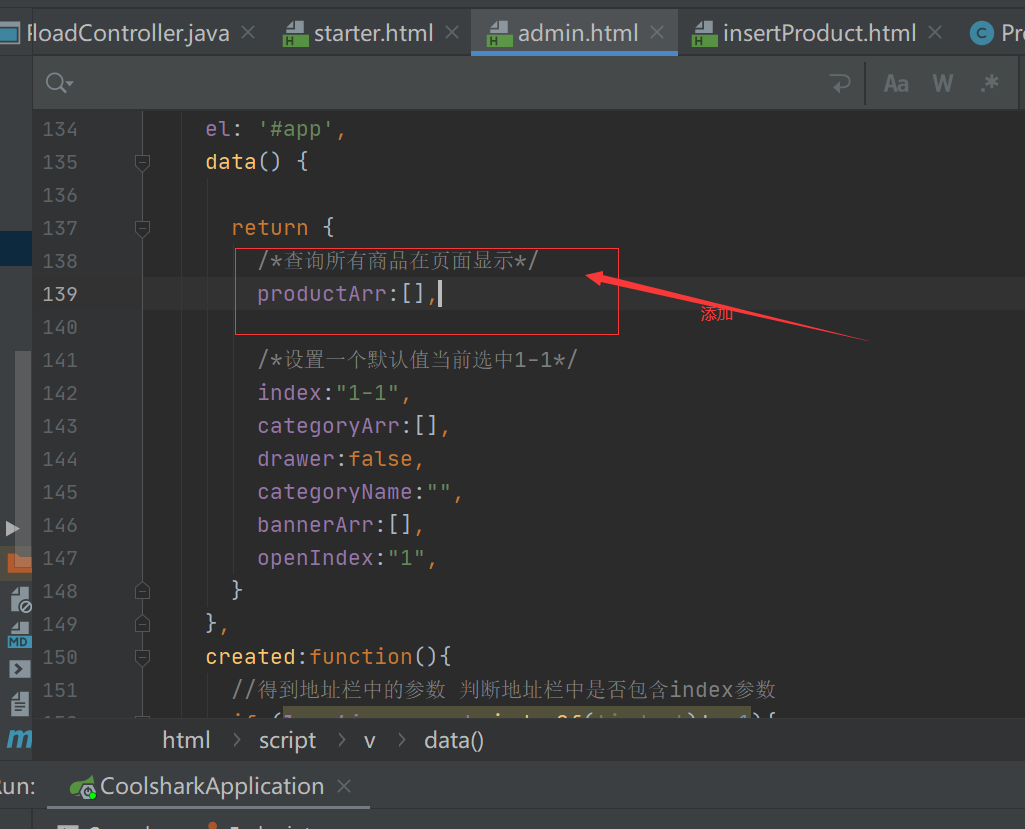 loadController.java
starter.html
admin.html
insertProduct.html
C
Aa W .*
134 el: '#app',
135 data() {
136
137 return {
138 /*查询所有商品在页面显示*/
139 productArr:[],
添加
140
141 /*设置一个默认值当前选中1-1*/
142 index:"1-1",
143 categoryArr:[],
144 drawer:false,
145 categoryName:"",
146 bannerArr:[],
147 openIndex:"1",
148 }
149 },
150 created:function(){
151 //得到地址栏中的参数 判断地址栏中是否包含index参数
MD
html > script > v > data()
CoolsharkApplication